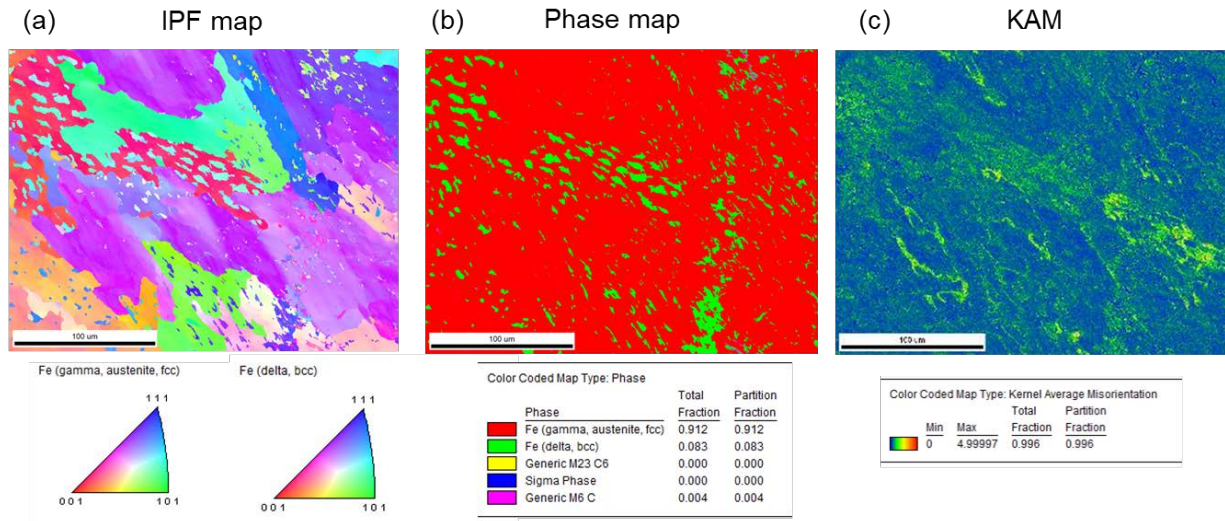 (a) IPF map
(b) Phase map
(c) KAM
100 um
100 um
100 um
Fe (gamma, austenite, fcc)
Fe (delta, bcc)
1 1 1
0 0 1
1 0 1
1 1 1
0 0 1
1 0 1
Color Coded Map Type: Phase
Total Partition
Phase Fraction Fraction
Fe (gamma, austenite, fcc) 0.912 0.912
Fe (delta, bcc) 0.083 0.083
Generic M23 C6 0.000 0.000
Sigma Phase 0.000 0.000
Generic M6 C 0.004 0.004
Color Coded Map Type: Kernel Average Misorientation
Total Partition
Min Max Fraction Fraction
0 4.99997 0.996 0.996